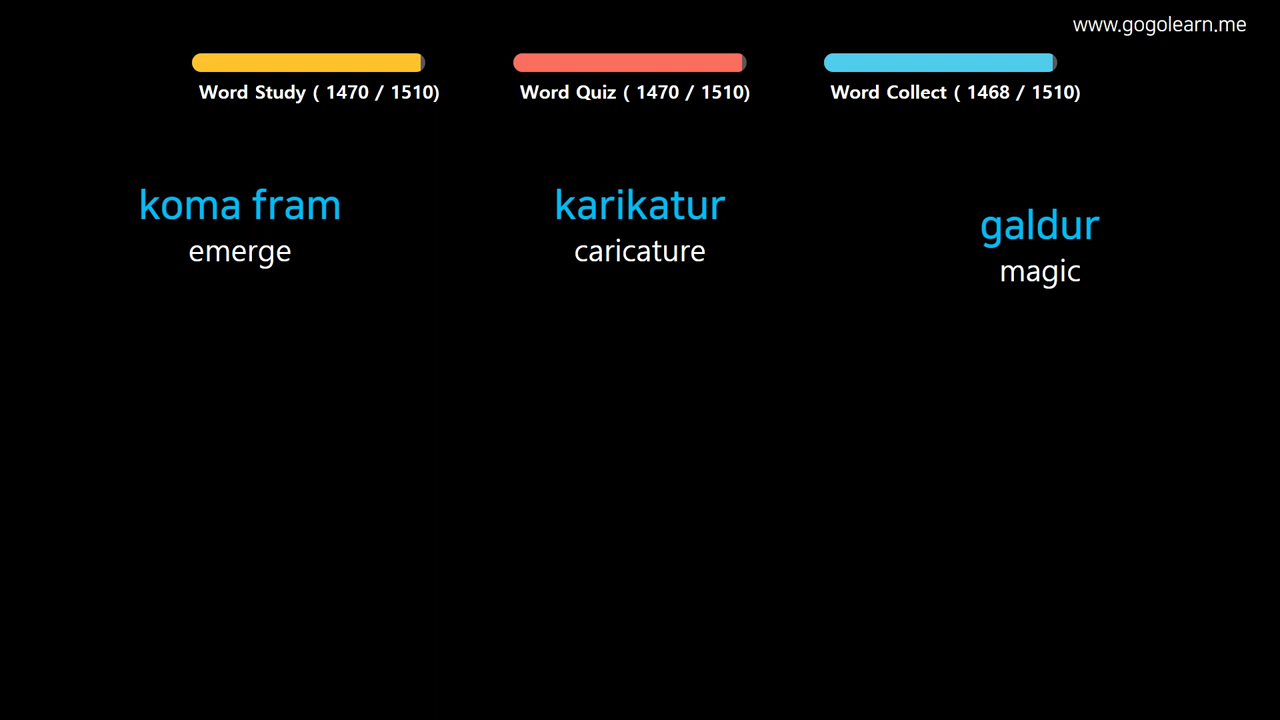 www.gogolearn.me
Word Study ( 1470 / 1510)
Word Quiz ( 1470 / 1510)
Word Collect ( 1468 / 1510)
koma fram
emerge
karikatur
caricature
galdur
magic